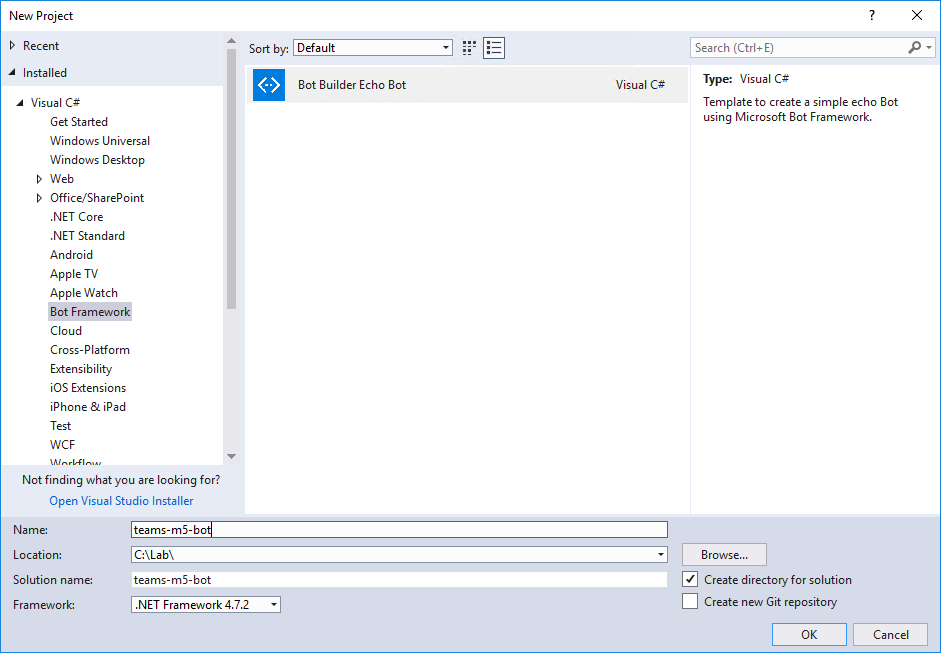 New Project
?
Recent
Installed
Visual C#
Get Started
Windows Universal
Windows Desktop
Web
Office/SharePoint
.NET Core
.NET Standard
Android
Apple TV
Apple Watch
Bot Framework
Cloud
Cross-Platform
Extensibility
iOS Extensions
iPhone & iPad
Test
WCF
Workflow
Not finding what you are looking for?
Open Visual Studio Installer
Sort by: Default
Bot Builder Echo Bot Visual C#
Search (Ctrl+E)
Type: Visual C#
Template to create a simple echo Bot
using Microsoft Bot Framework.
Name: teams-m5-bot
Location: C:\Lab\ Browse...
Solution name: teams-m5-bot Create directory for solution
Framework: .NET Framework 4.7.2 Create new Git repository
OK Cancel